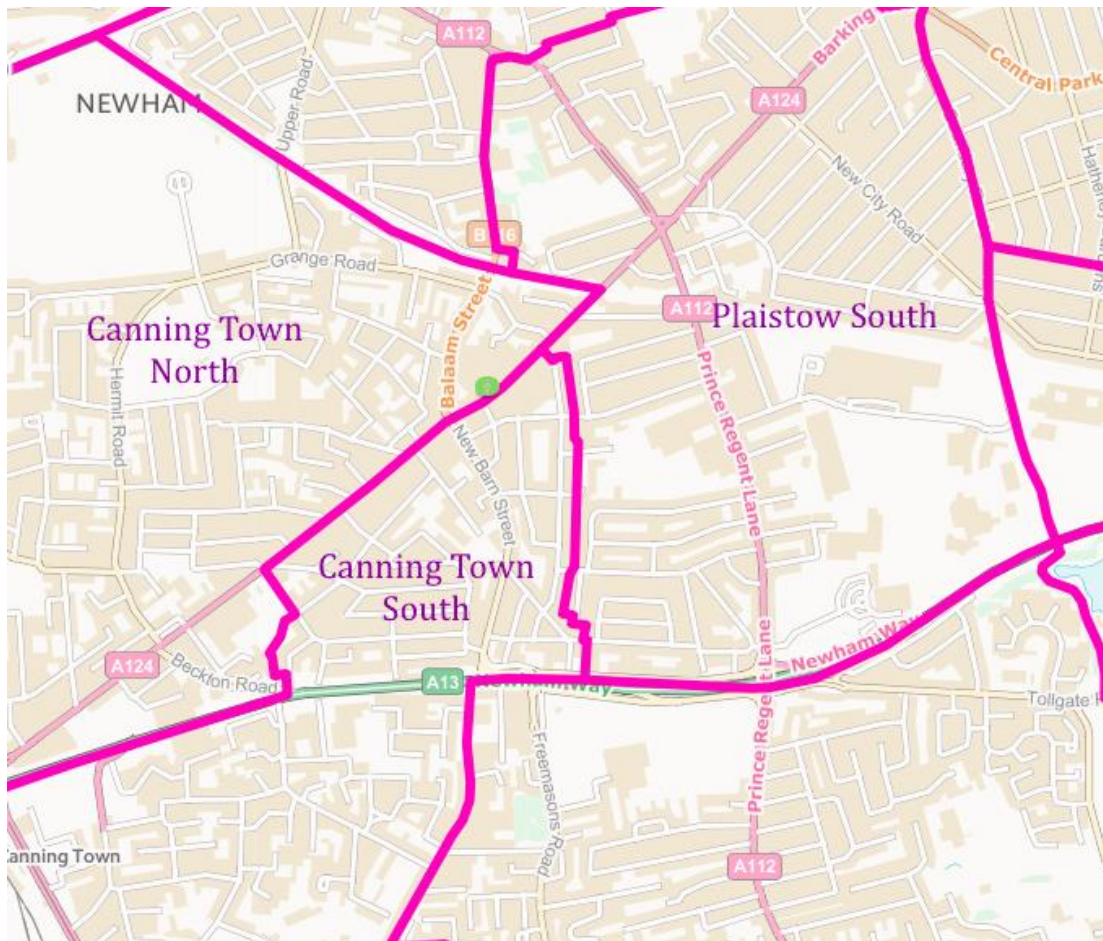 A112
Barking
Central Park
NEWHAM
Upper Road
A124
New City Road
Grange Road
Canning Town
North
Balaam Street
A112
Plaistow South
Hermit Road
Prince Regent Lane
New Barn Street
Canning Town
South
A124
Beckton Road
A13
Newham Way
Newham Way
Prince Regent Lane
Tollgate
Freemasons Road
Canning Town
A112